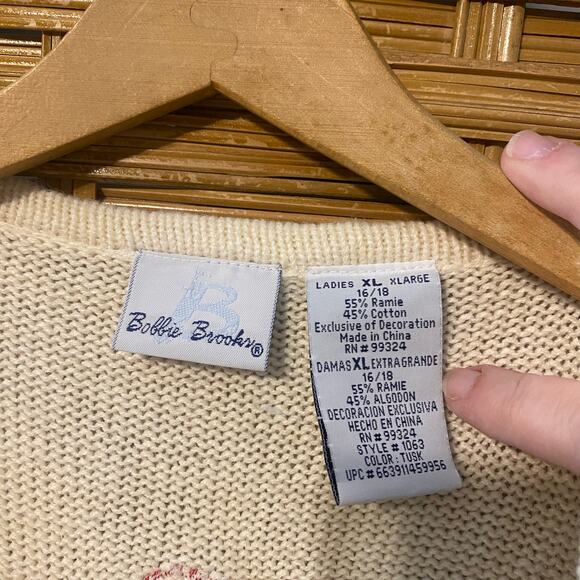 B
Bobbie Brooks®
LADIES XL XLARGE
16/18
55% Ramie
45% Cotton
Exclusive of Decoration
Made in China
RN # 99324
DAMAS XL EXTRAGRANDE
16/18
55% RAMIE
45% ALGODON
DECORACION EXCLUSIVA
HECHO EN CHINA
RN # 99324
STYLE # 1063
COLOR : TUSK
UPC # 663911459956